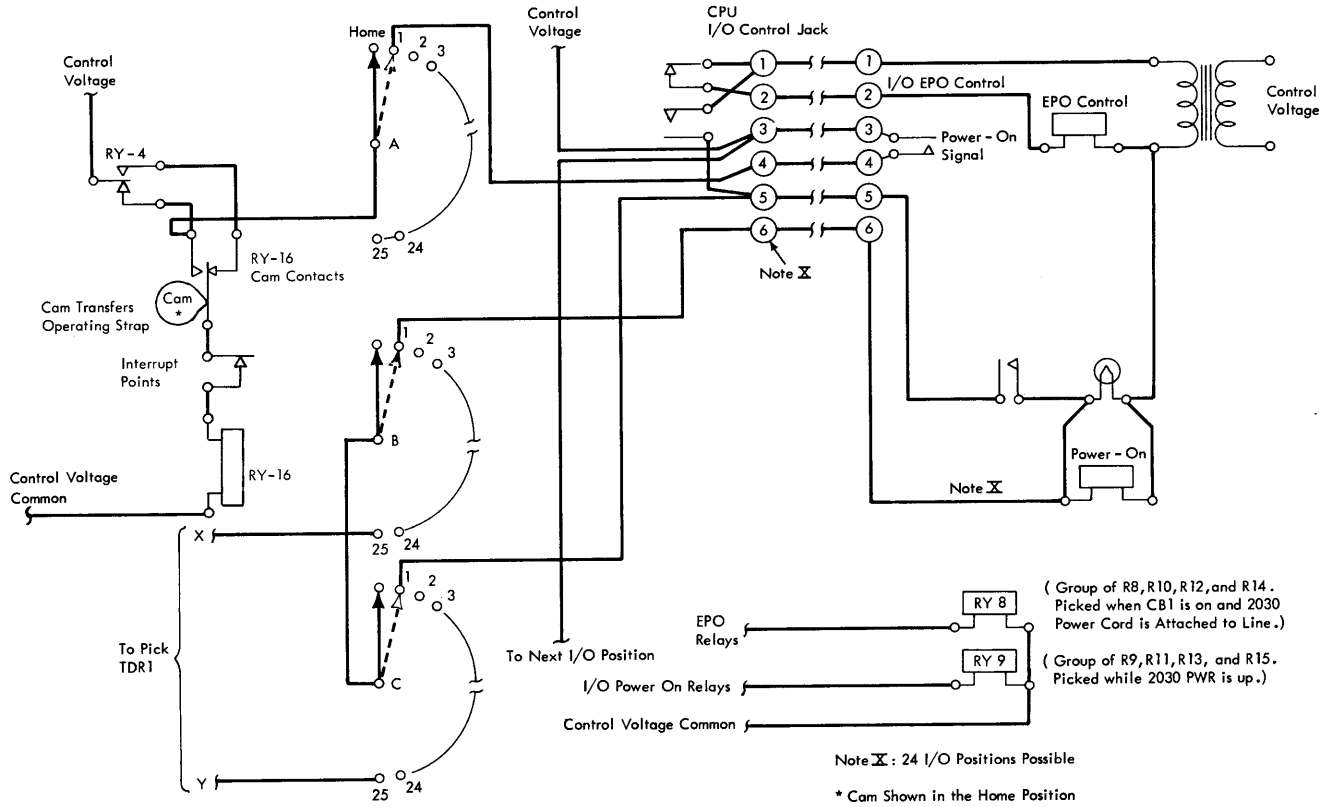 Control
Voltage
RY-4
RY-16
Cam Contacts
Cam
*
Cam Transfers
Operating Strap
Interrupt
Points
RY-16
Control Voltage
Common
Home
1
2
3
A
25
24
1
2
3
B
X
25
24
1
2
3
C
To Pick
TDR1
Y
25
24
Control
Voltage
To Next I/O Position
CPU
I/O Control Jack
1
1
2
2
I/O EPO Control
3
3
Power - On
Signal
4
4
5
5
6
6
Note X
EPO Control
Control
Voltage
Power - On
Note X
EPO
Relays
RY 8
( Group of R8,R10,R12,and R14.
Picked when CB1 is on and 2030
Power Cord is Attached to Line.)
I/O Power On Relays
RY 9
( Group of R9,R11,R13, and R15.
Picked while 2030 PWR is up.)
Control Voltage Common
Note X : 24 I/O Positions Possible
* Cam Shown in the Home Position